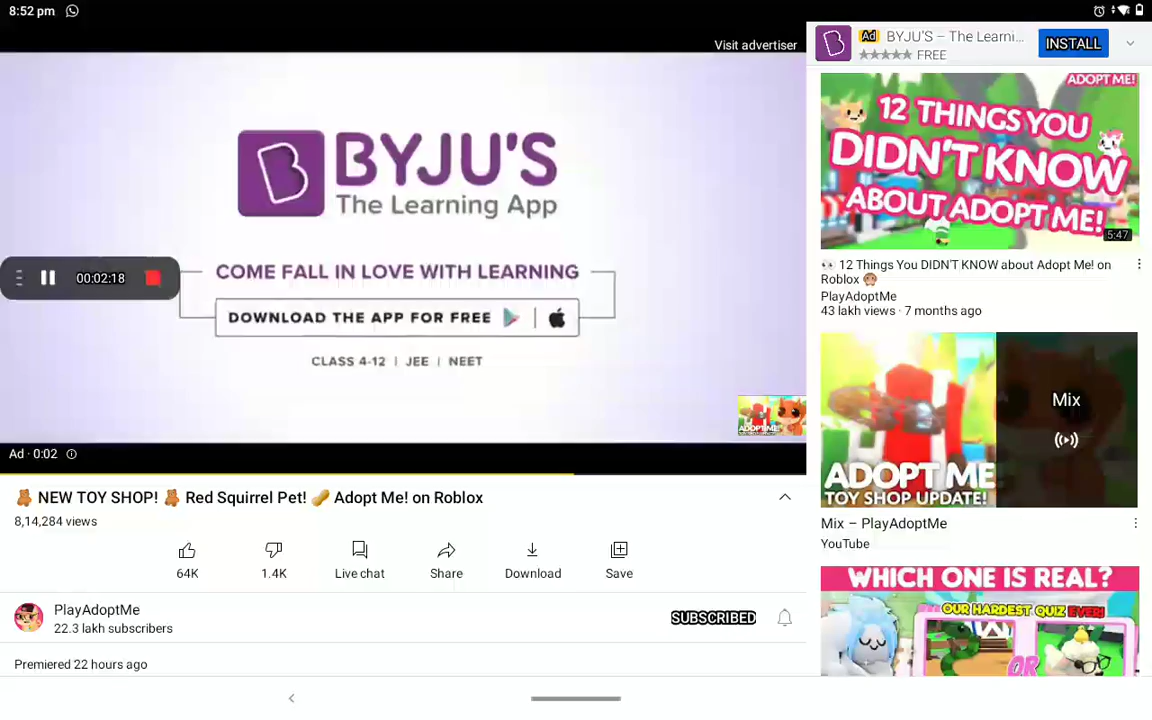 8:52 pm
Visit advertiser
BYJU'S
The Learning App
COME FALL IN LOVE WITH LEARNING
DOWNLOAD THE APP FOR FREE
CLASS 4-12 | JEE | NEET
00:02:18
ADOPT ME!
Ad · 0:02
NEW TOY SHOP! Red Squirrel Pet! Adopt Me! on Roblox
8,14,284 views
64K
1.4K
Live chat
Share
Download
Save
PlayAdoptMe
22.3 lakh subscribers
SUBSCRIBED
Premiered 22 hours ago
Ad BYJU'S – The Learni...
FREE
INSTALL
ADOPT ME!
12 THINGS YOU
DIDN'T KNOW
ABOUT ADOPT ME!
5:47
12 Things You DIDN'T KNOW about Adopt Me! on
Roblox
PlayAdoptMe
43 lakh views · 7 months ago
Mix
ADOPT ME
TOY SHOP UPDATE!
Mix – PlayAdoptMe
YouTube
WHICH ONE IS REAL?
OUR HARDEST QUIZ EVER!
OR